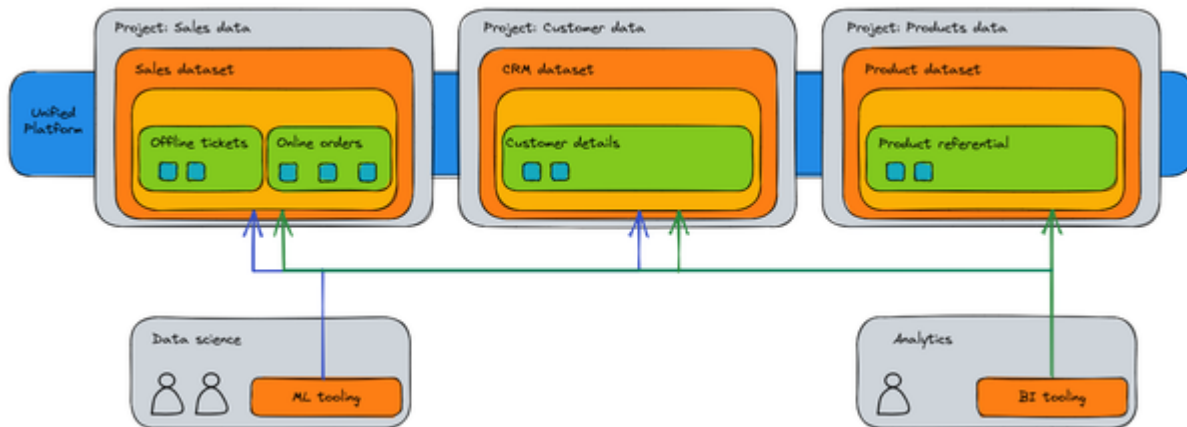 Project: Sales data
Project: Customer data
Project: Products data
Sales dataset
CRM dataset
Product dataset
Unified
Platform
Offline tickets
Online orders
Customer details
Product referential
Data science
Analytics
ML tooling
BI tooling